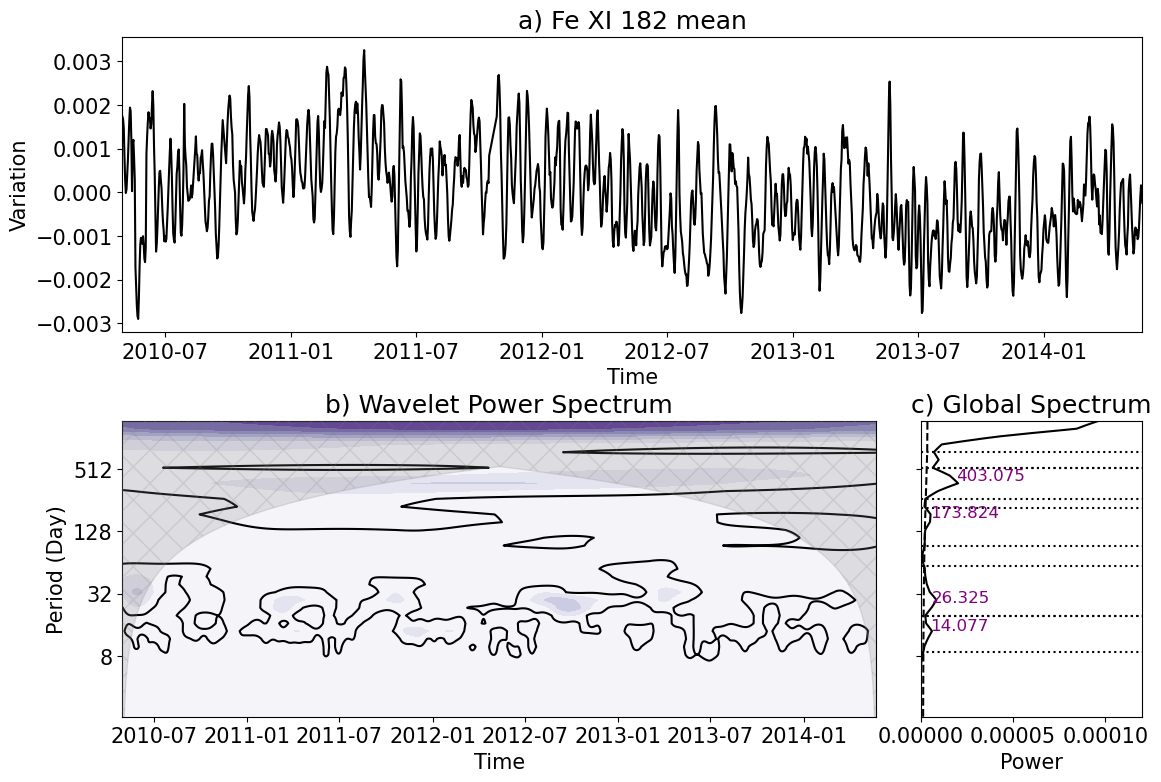 a) Fe XI 182 mean
0.003
0.002
0.001
0.000
−0.001
−0.002
−0.003
Variation
2010-07 2011-01 2011-07 2012-01 2012-07 2013-01 2013-07 2014-01
Time
b) Wavelet Power Spectrum
512
128
32
8
Period (Day)
2010-07 2011-01 2011-07 2012-01 2012-07 2013-01 2013-07 2014-01
Time
c) Global Spectrum
403.075
173.824
26.325
14.077
0.00000 0.00005 0.00010
Power